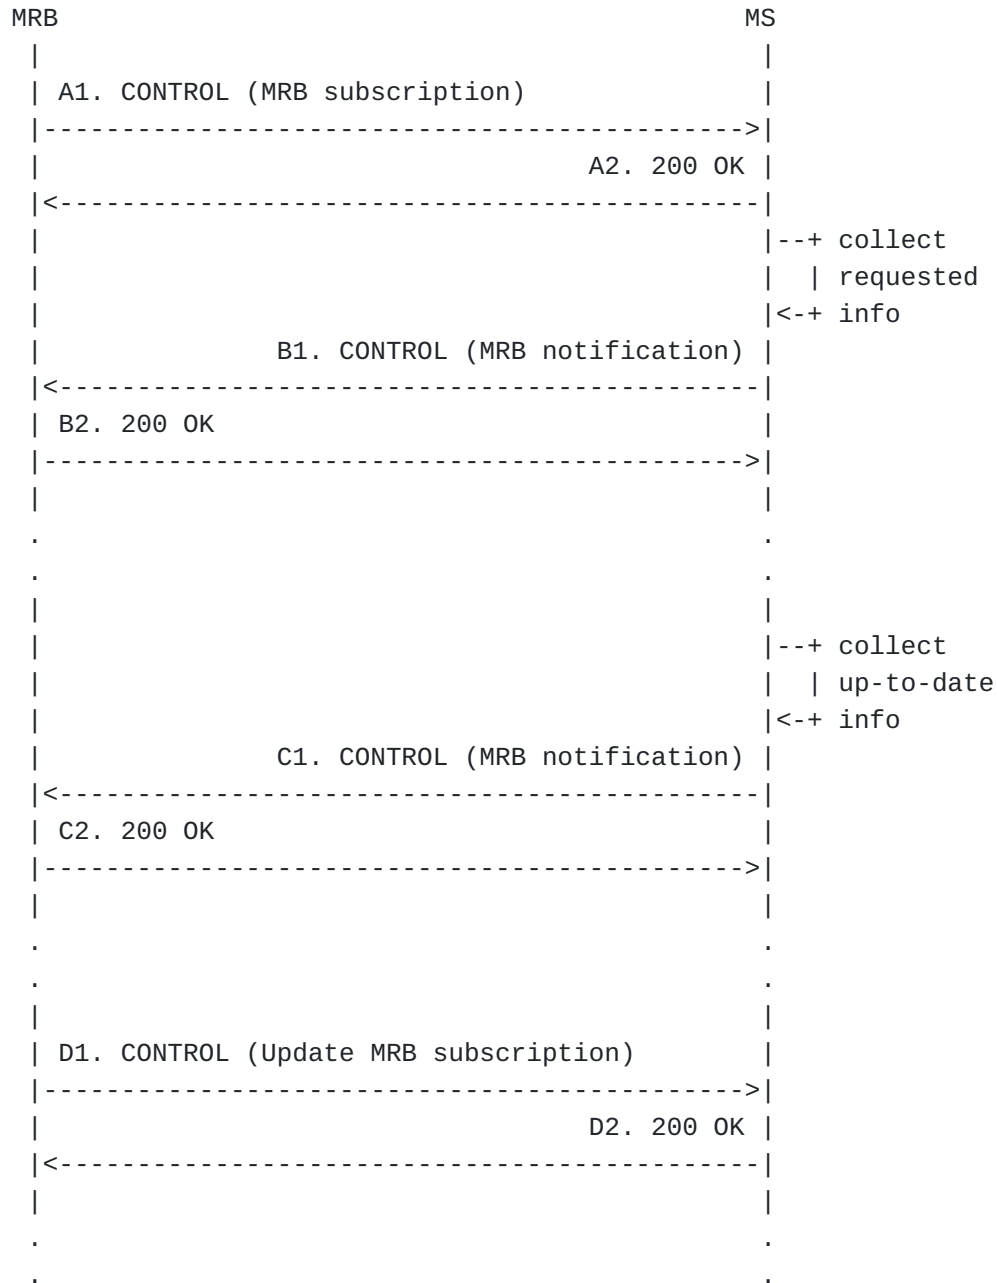 MRB                                            MS
 |                                              |
 | A1. CONTROL (MRB subscription)               |
 |--------------------------------------------->|
 |                                   A2. 200 OK |
 |<---------------------------------------------|
 |                                              |--+ collect
 |                                              |  | requested
 |                                              |<-+ info
 |               B1. CONTROL (MRB notification) |
 |<---------------------------------------------|
 | B2. 200 OK                                   |
 |--------------------------------------------->|
 |                                              |
 .                                              .
 .                                              .
 |                                              |
 |                                              |--+ collect
 |                                              |  | up-to-date
 |                                              |<-+ info
 |               C1. CONTROL (MRB notification) |
 |<---------------------------------------------|
 | C2. 200 OK                                   |
 |--------------------------------------------->|
 |                                              |
 .                                              .
 .                                              .
 |                                              |
 | D1. CONTROL (Update MRB subscription)        |
 |--------------------------------------------->|
 |                                   D2. 200 OK |
 |<---------------------------------------------|
 |                                              |
 .                                              .
 .                                              .